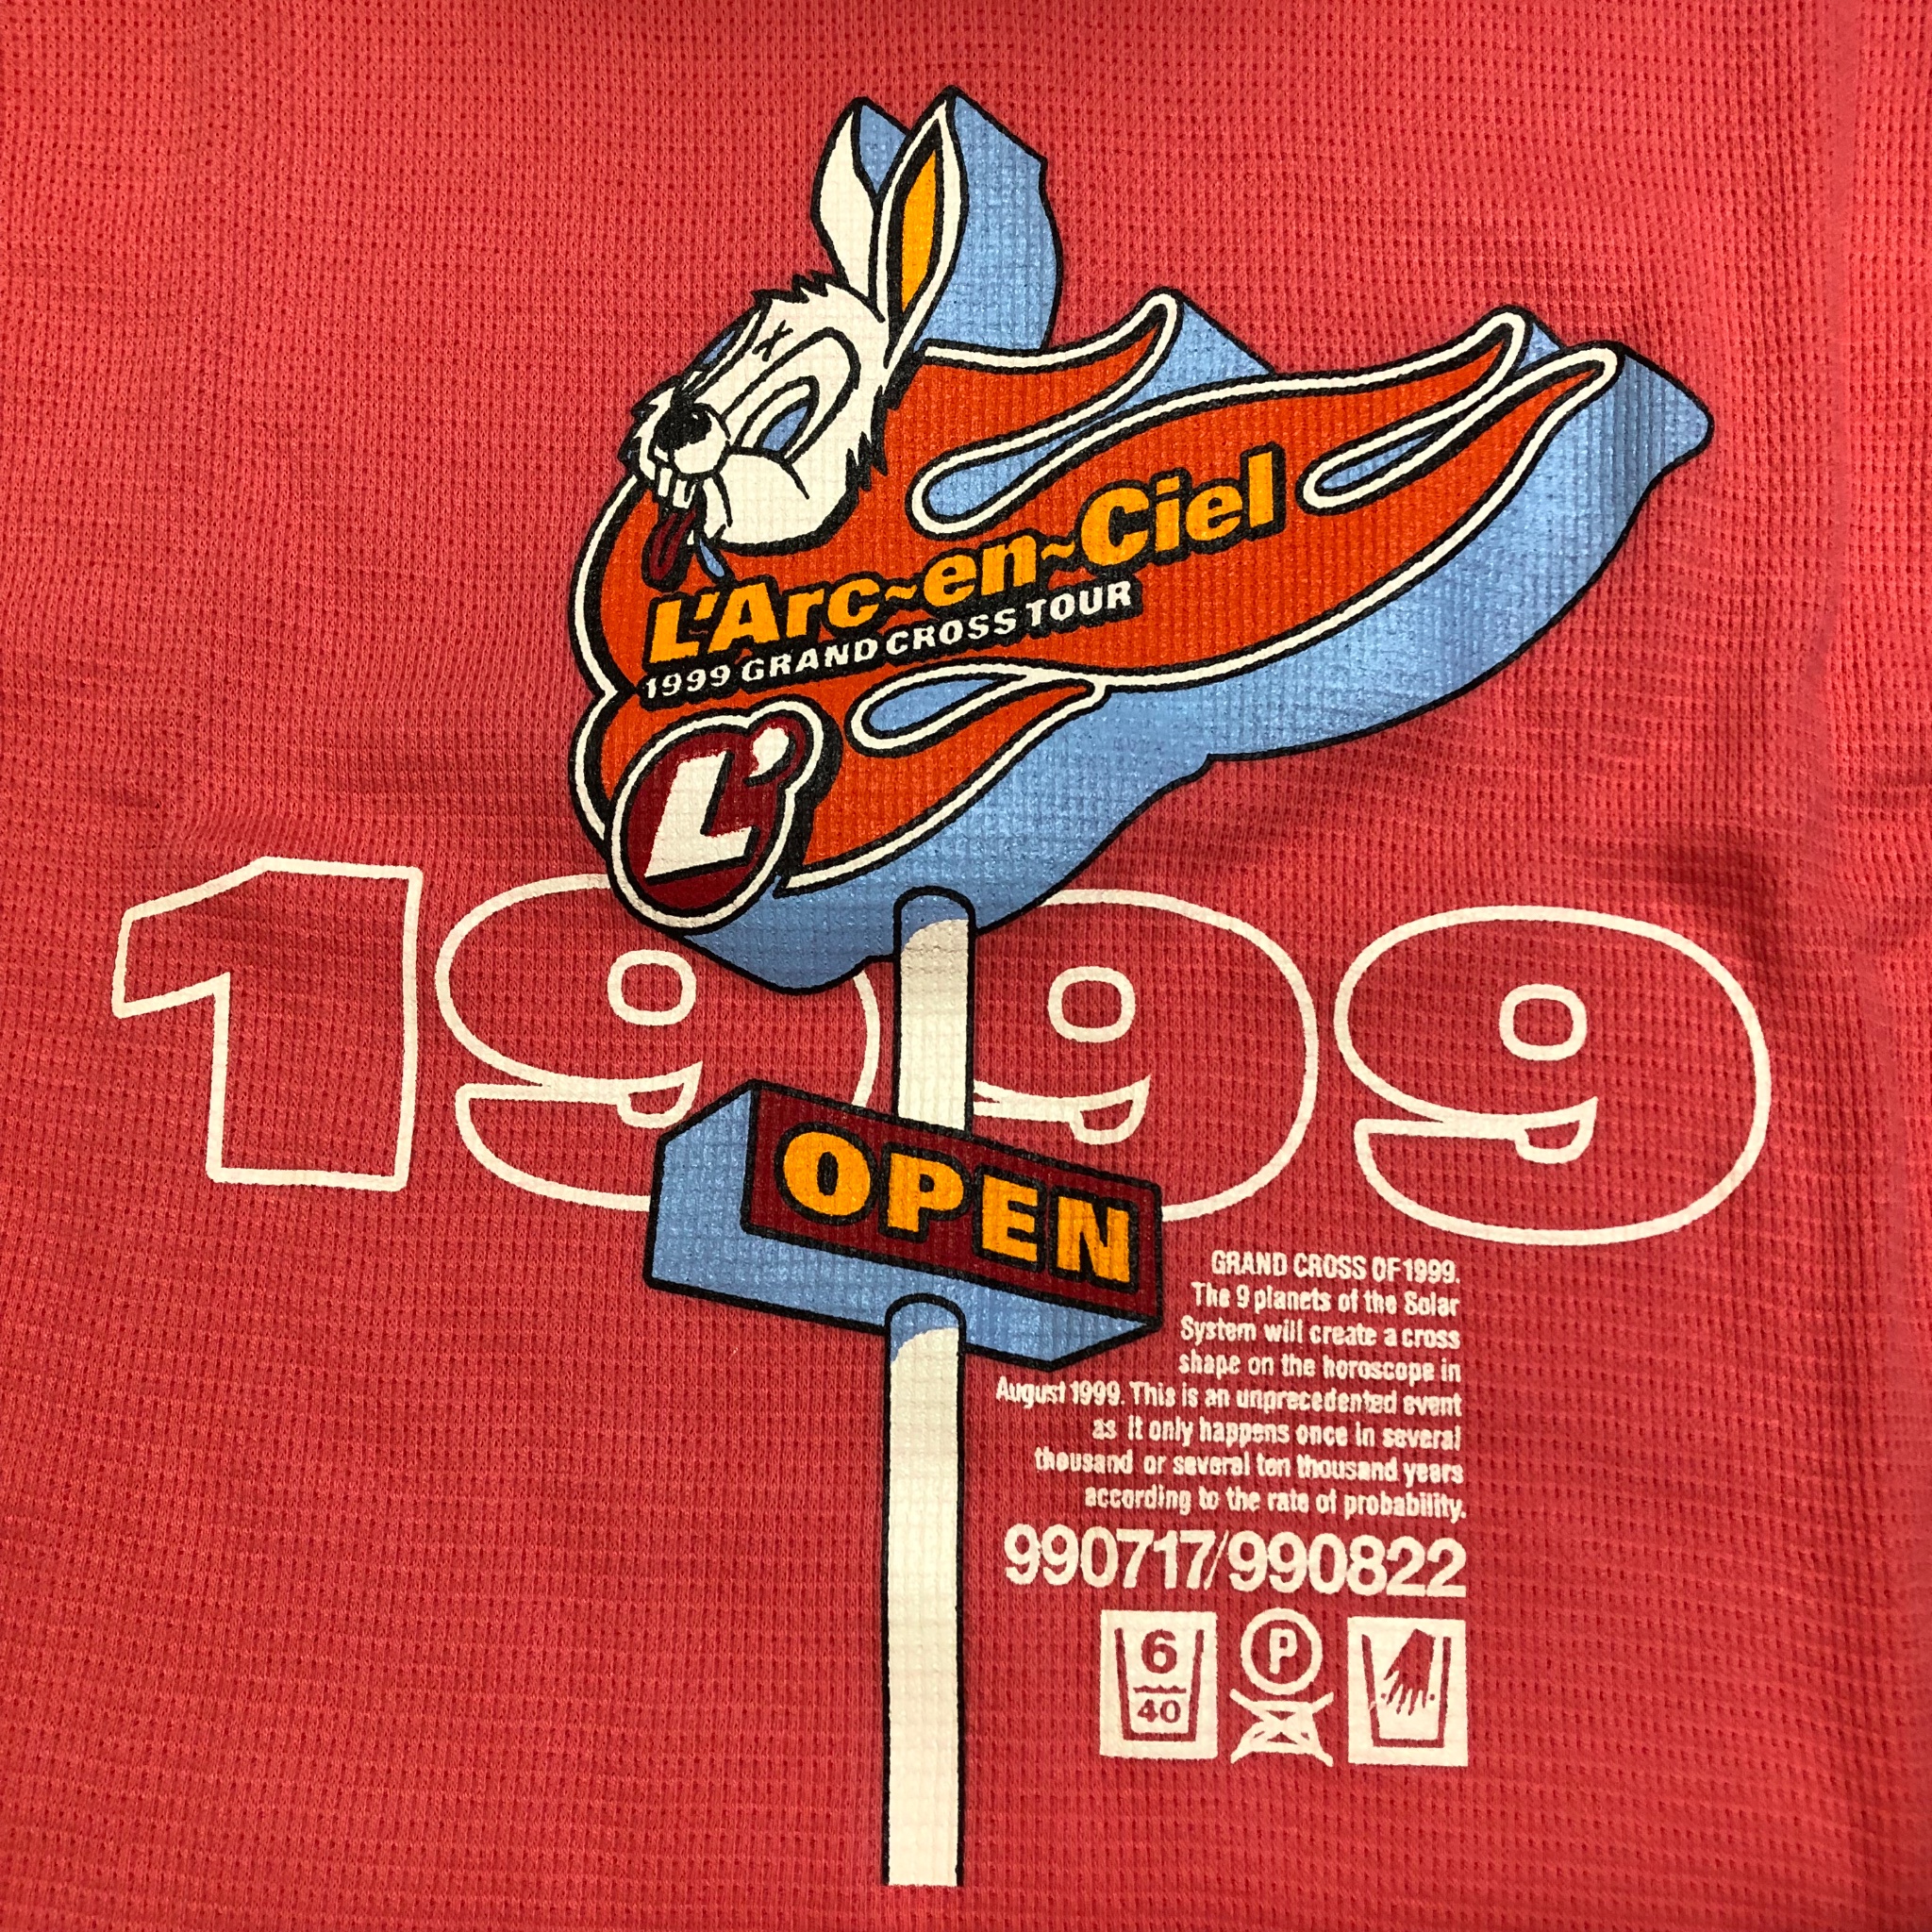 L'Arc~en~Ciel
1999 GRAND CROSS TOUR
L'
1999
OPEN
GRAND CROSS OF 1999.
The 9 planets of the Solar
System will create a cross
shape on the horoscope in
August 1999. This is an unprecedented event
as it only happens once in several
thousand or several ten thousand years
according to the rate of probability.
990717/990822
6
40
P